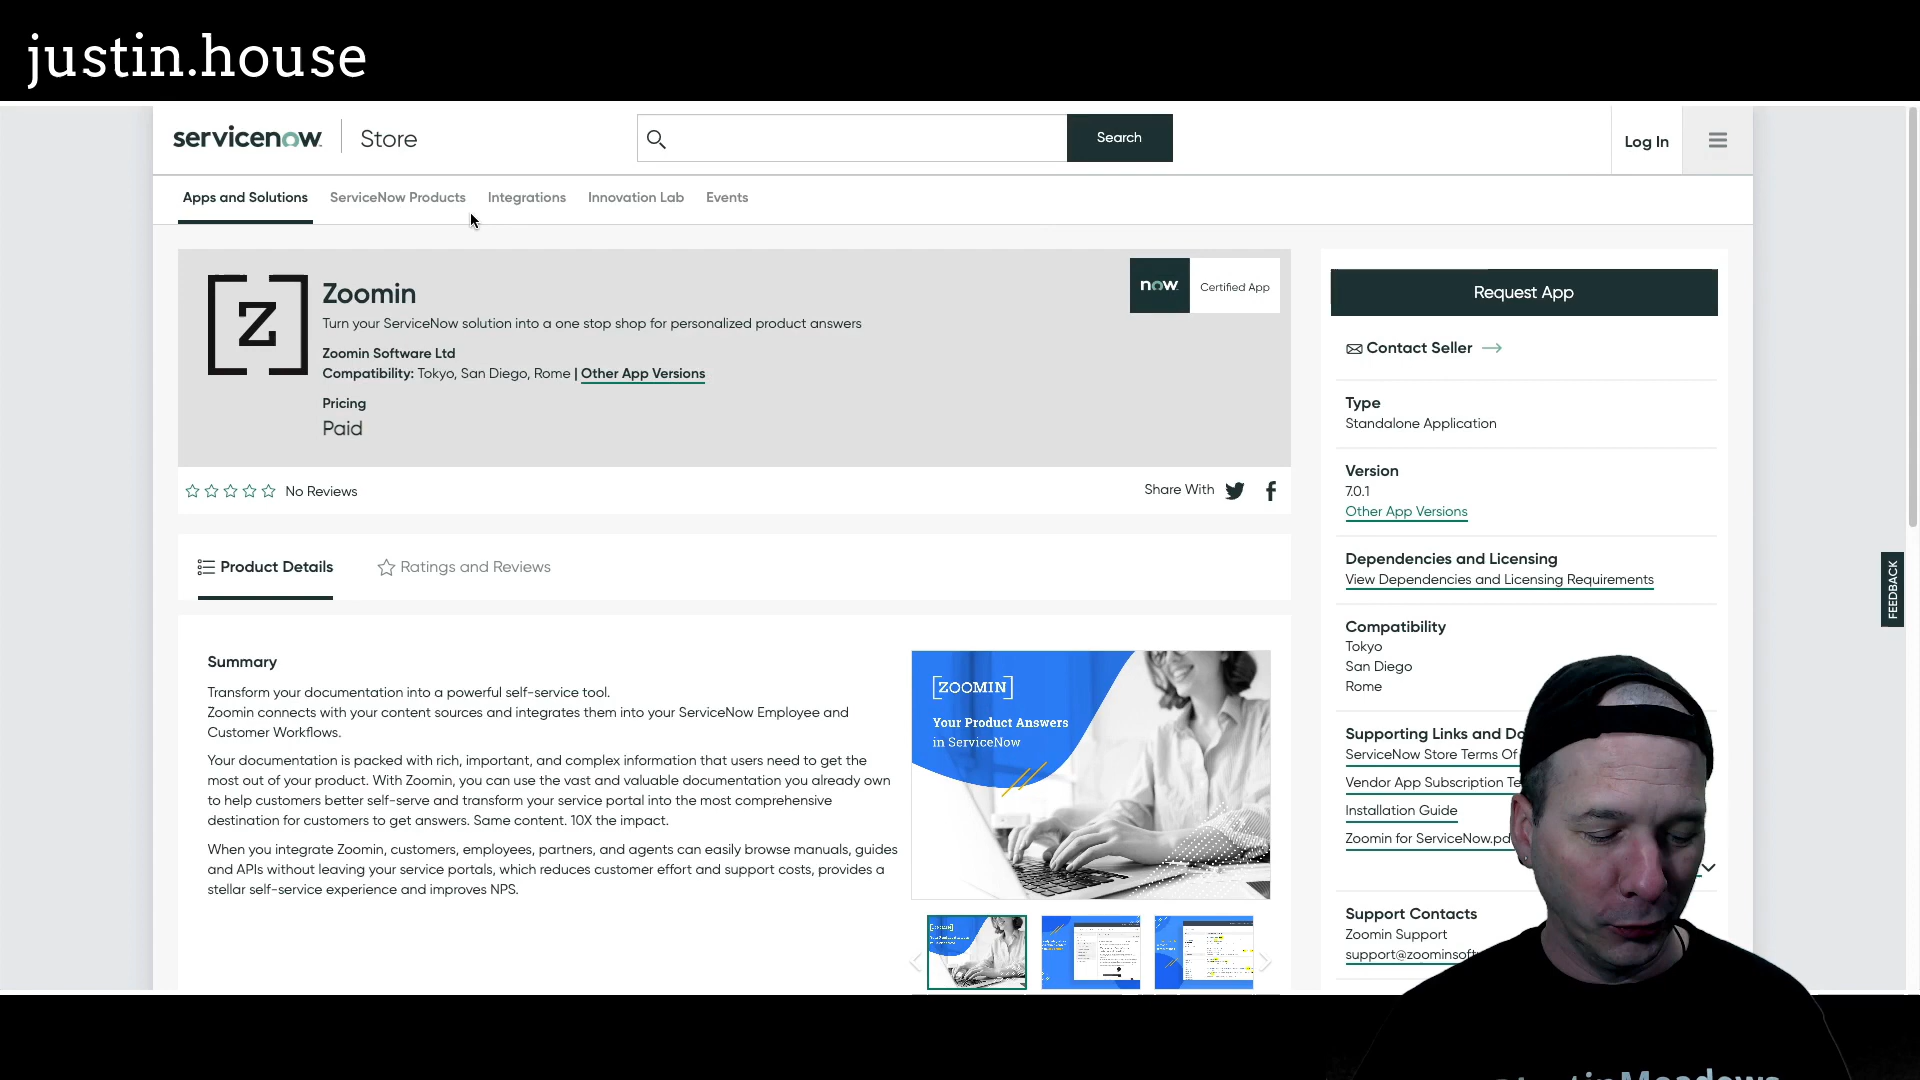 justin.house
servicenow Store
Search
Log In
Apps and Solutions ServiceNow Products Integrations Innovation Lab Events
Z
Zoomin
Turn your ServiceNow solution into a one stop shop for personalized product answers
Zoomin Software Ltd
Compatibility: Tokyo, San Diego, Rome | Other App Versions
Pricing
Paid
now
Certified App
No Reviews
Share With
Product Details
Ratings and Reviews
Summary
Transform your documentation into a powerful self-service tool.
Zoomin connects with your content sources and integrates them into your ServiceNow Employee and
Customer Workflows.
Your documentation is packed with rich, important, and complex information that users need to get the
most out of your product. With Zoomin, you can use the vast and valuable documentation you already own
to help customers better self-serve and transform your service portal into the most comprehensive
destination for customers to get answers. Same content. 10X the impact.
When you integrate Zoomin, customers, employees, partners, and agents can easily browse manuals, guides
and APIs without leaving your service portals, which reduces customer effort and support costs, provides a
stellar self-service experience and improves NPS.
[ZOOMIN]
Your Product Answers
in ServiceNow
Request App
Contact Seller
Type
Standalone Application
Version
7.0.1
Other App Versions
Dependencies and Licensing
View Dependencies and Licensing Requirements
Compatibility
Tokyo
San Diego
Rome
Supporting Links and Do
ServiceNow Store Terms Of
Vendor App Subscription Te
Installation Guide
Zoomin for ServiceNow.pd
Support Contacts
Zoomin Support
support@zoominsoft
FEEDBACK